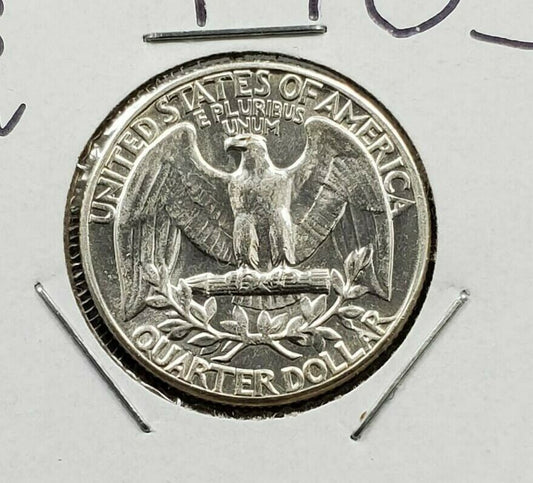 UNITED STATES OF AMERICA
E PLURIBUS
UNUM
QUARTER DOLLAR